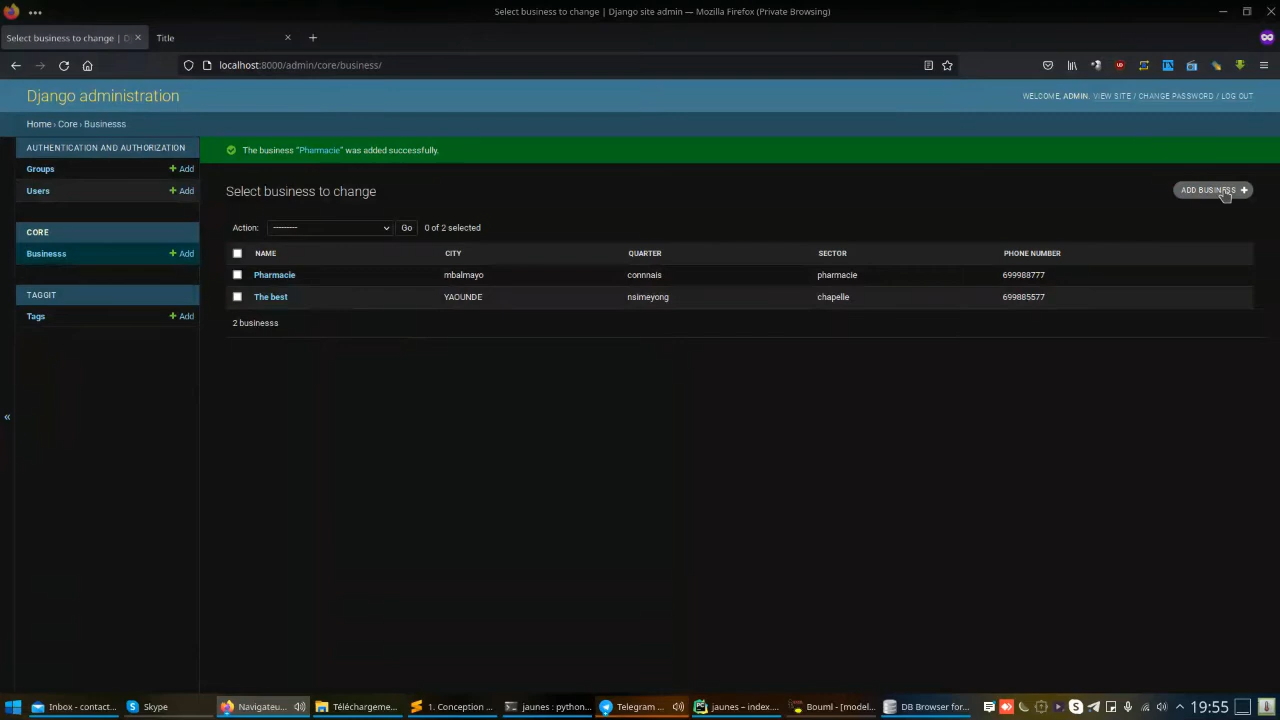 Select business to change | Django site admin — Mozilla Firefox (Private Browsing)
Select business to change | D
Title
localhost:8000/admin/core/business/
Django administration
WELCOME, ADMIN. VIEW SITE / CHANGE PASSWORD / LOG OUT
Home › Core › Businesss
AUTHENTICATION AND AUTHORIZATION
Groups + Add
Users + Add
CORE
Businesss + Add
TAGGIT
Tags + Add
«
The business “Pharmacie” was added successfully.
Select business to change
ADD BUSINESS +
Action: --------- Go 0 of 2 selected
NAME CITY QUARTER SECTOR PHONE NUMBER
Pharmacie mbalmayo connnais pharmacie 699988777
The best YAOUNDE nsimeyong chapelle 699885577
2 businesss
Inbox - contact... Skype Navigateu... Téléchargeme... 1. Conception ... jaunes : python... Telegram ... jaunes – index.... Bouml - [model... DB Browser for... 19:55